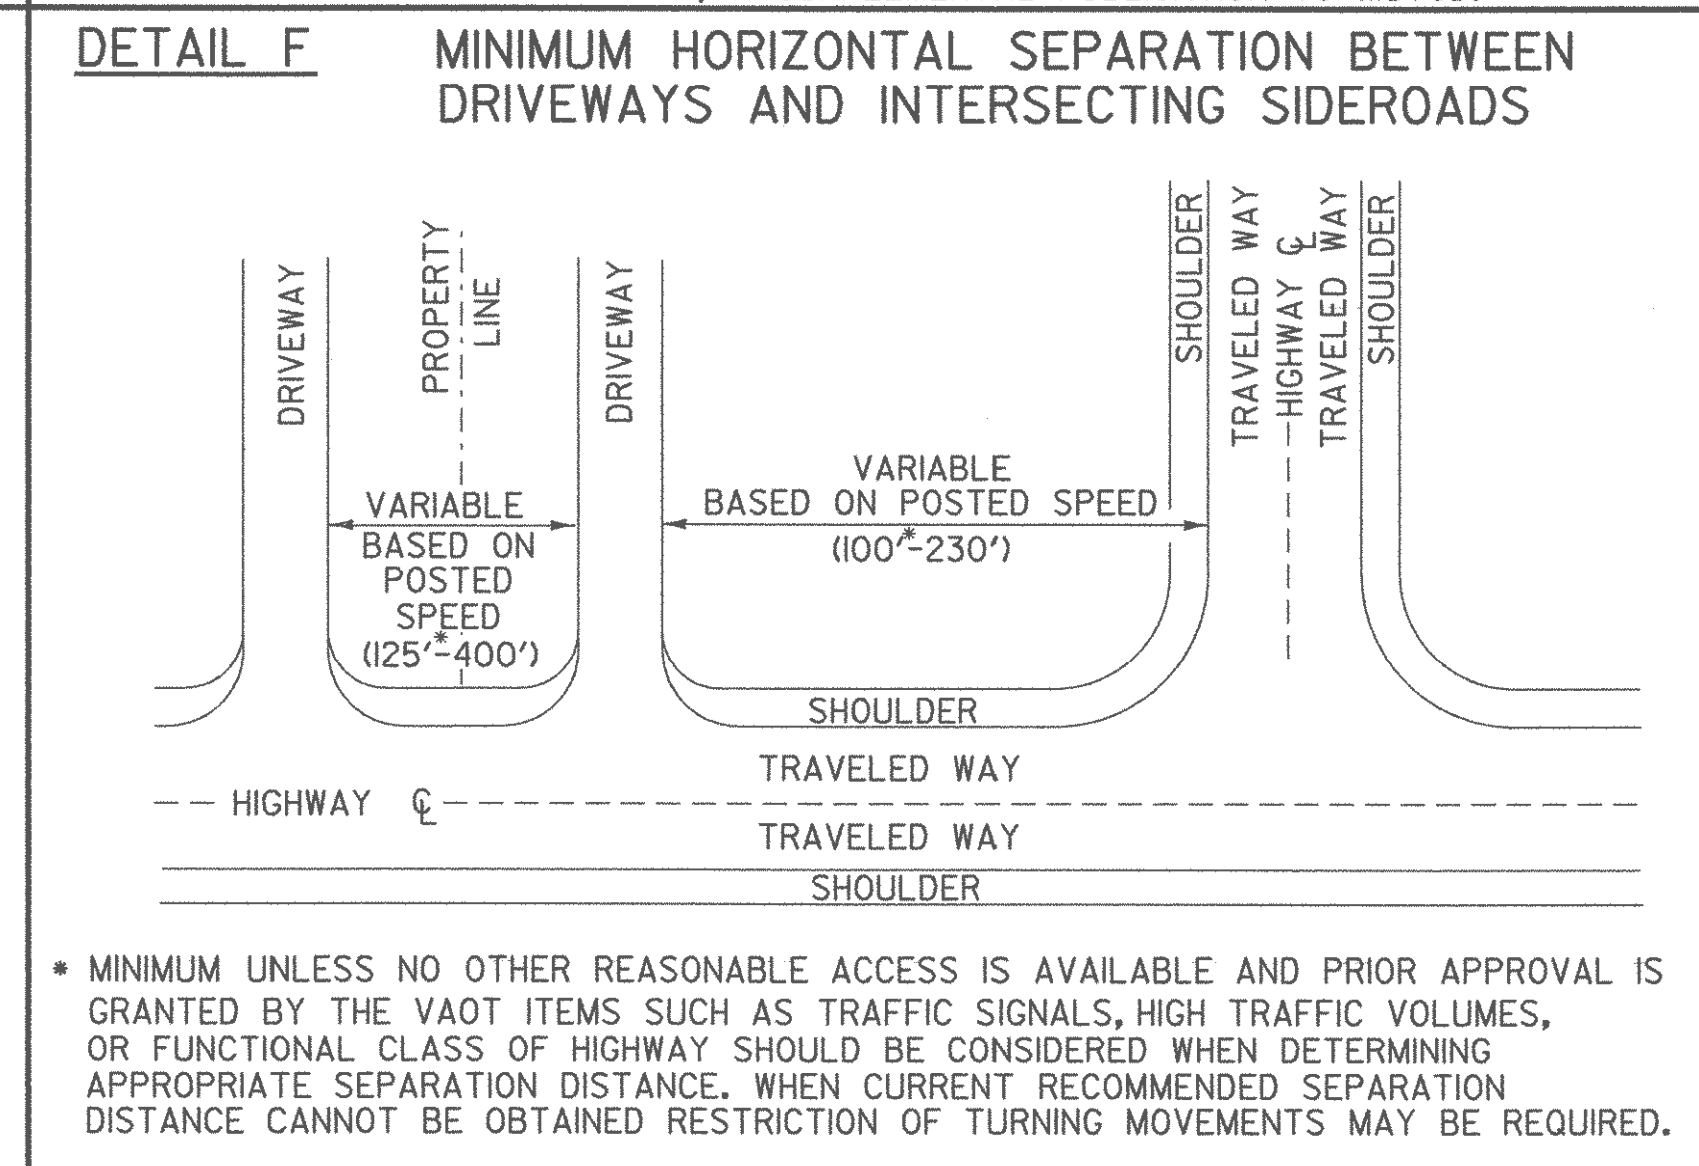 DETAIL F
MINIMUM HORIZONTAL SEPARATION BETWEEN
DRIVEWAYS AND INTERSECTING SIDEROADS
DRIVEWAY
PROPERTY
LINE
DRIVEWAY
SHOULDER
TRAVELED WAY
HIGHWAY ℄
TRAVELED WAY
SHOULDER
VARIABLE
BASED ON
POSTED
SPEED
(125'*-400')
VARIABLE
BASED ON POSTED SPEED
(100'*-230')
SHOULDER
TRAVELED WAY
HIGHWAY ℄
TRAVELED WAY
SHOULDER
* MINIMUM UNLESS NO OTHER REASONABLE ACCESS IS AVAILABLE AND PRIOR APPROVAL IS
GRANTED BY THE VAOT ITEMS SUCH AS TRAFFIC SIGNALS, HIGH TRAFFIC VOLUMES,
OR FUNCTIONAL CLASS OF HIGHWAY SHOULD BE CONSIDERED WHEN DETERMINING
APPROPRIATE SEPARATION DISTANCE. WHEN CURRENT RECOMMENDED SEPARATION
DISTANCE CANNOT BE OBTAINED RESTRICTION OF TURNING MOVEMENTS MAY BE REQUIRED.